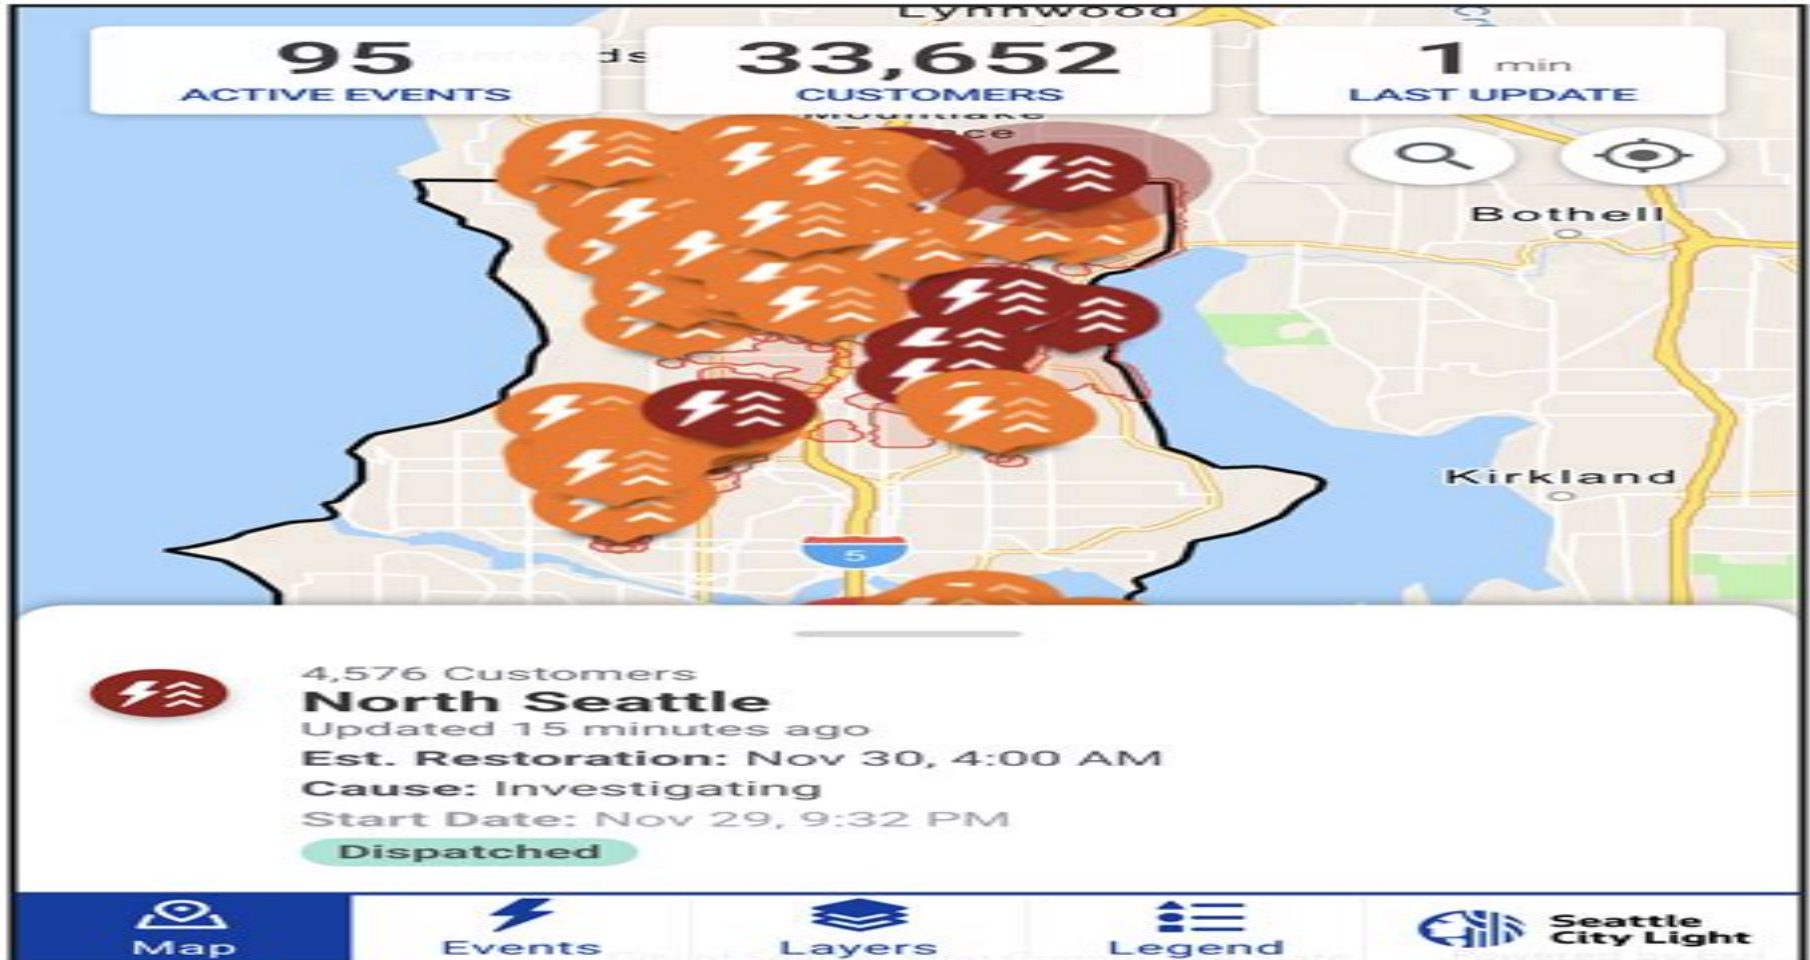 Lynnwood
95
ACTIVE EVENTS
33,652
CUSTOMERS
1 min
LAST UPDATE
Mountlake
Bothell
Kirkland
5
4,576 Customers
North Seattle
Updated 15 minutes ago
Est. Restoration: Nov 30, 4:00 AM
Cause: Investigating
Start Date: Nov 29, 9:32 PM
Dispatched
Map
Events
Layers
Legend
Seattle
City Light